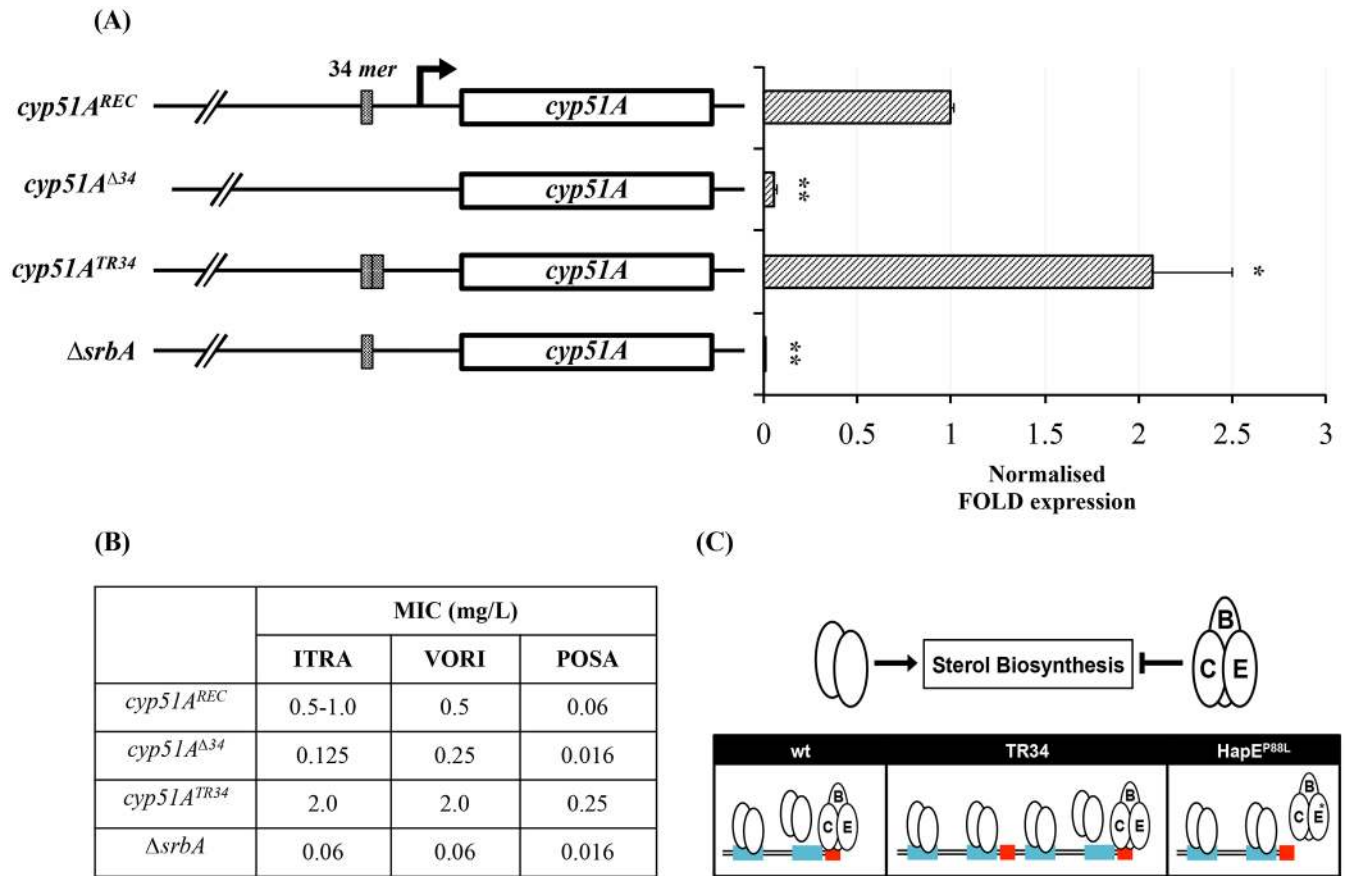 (A)
34 mer
cyp51A^REC
cyp51A
cyp51A^Δ34
cyp51A
**
cyp51A^TR34
cyp51A
*
ΔsrbA
cyp51A
**
0 0.5 1 1.5 2 2.5 3
Normalised
FOLD expression
(B)
MIC (mg/L)
ITRA VORI POSA
cyp51A^REC 0.5-1.0 0.5 0.06
cyp51A^Δ34 0.125 0.25 0.016
cyp51A^TR34 2.0 2.0 0.25
ΔsrbA 0.06 0.06 0.016
(C)
B
Sterol Biosynthesis C E
wt TR34 HapE^P88L
B B B
C E C E C E*